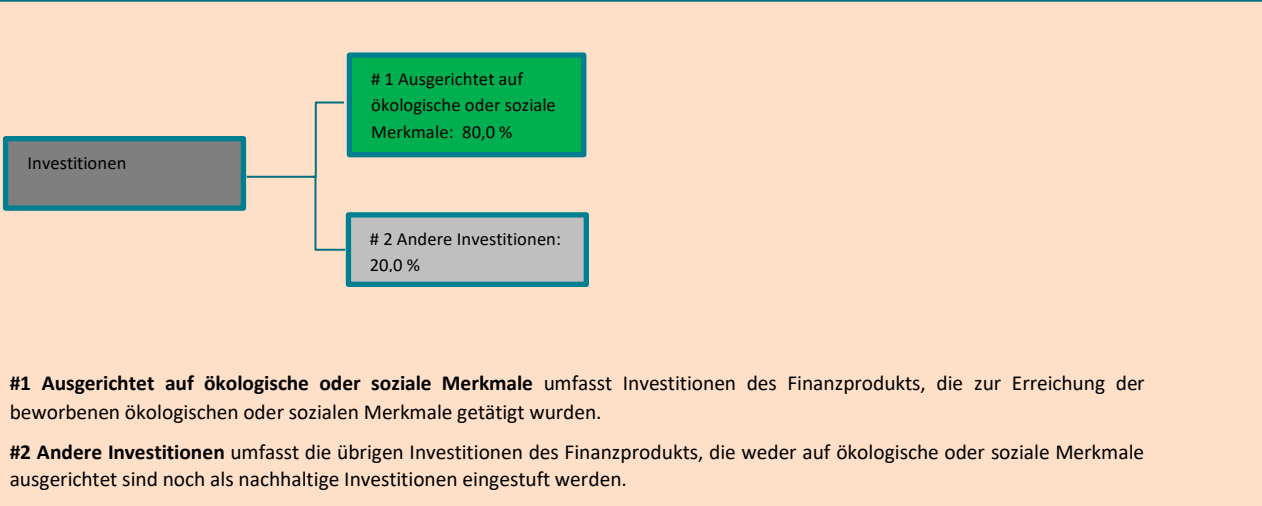 # 1 Ausgerichtet auf
ökologische oder soziale
Merkmale: 80,0 %
Investitionen
# 2 Andere Investitionen:
20,0 %
#1 Ausgerichtet auf ökologische oder soziale Merkmale umfasst Investitionen des Finanzprodukts, die zur Erreichung der
beworbenen ökologischen oder sozialen Merkmale getätigt wurden.
#2 Andere Investitionen umfasst die übrigen Investitionen des Finanzprodukts, die weder auf ökologische oder soziale Merkmale
ausgerichtet sind noch als nachhaltige Investitionen eingestuft werden.